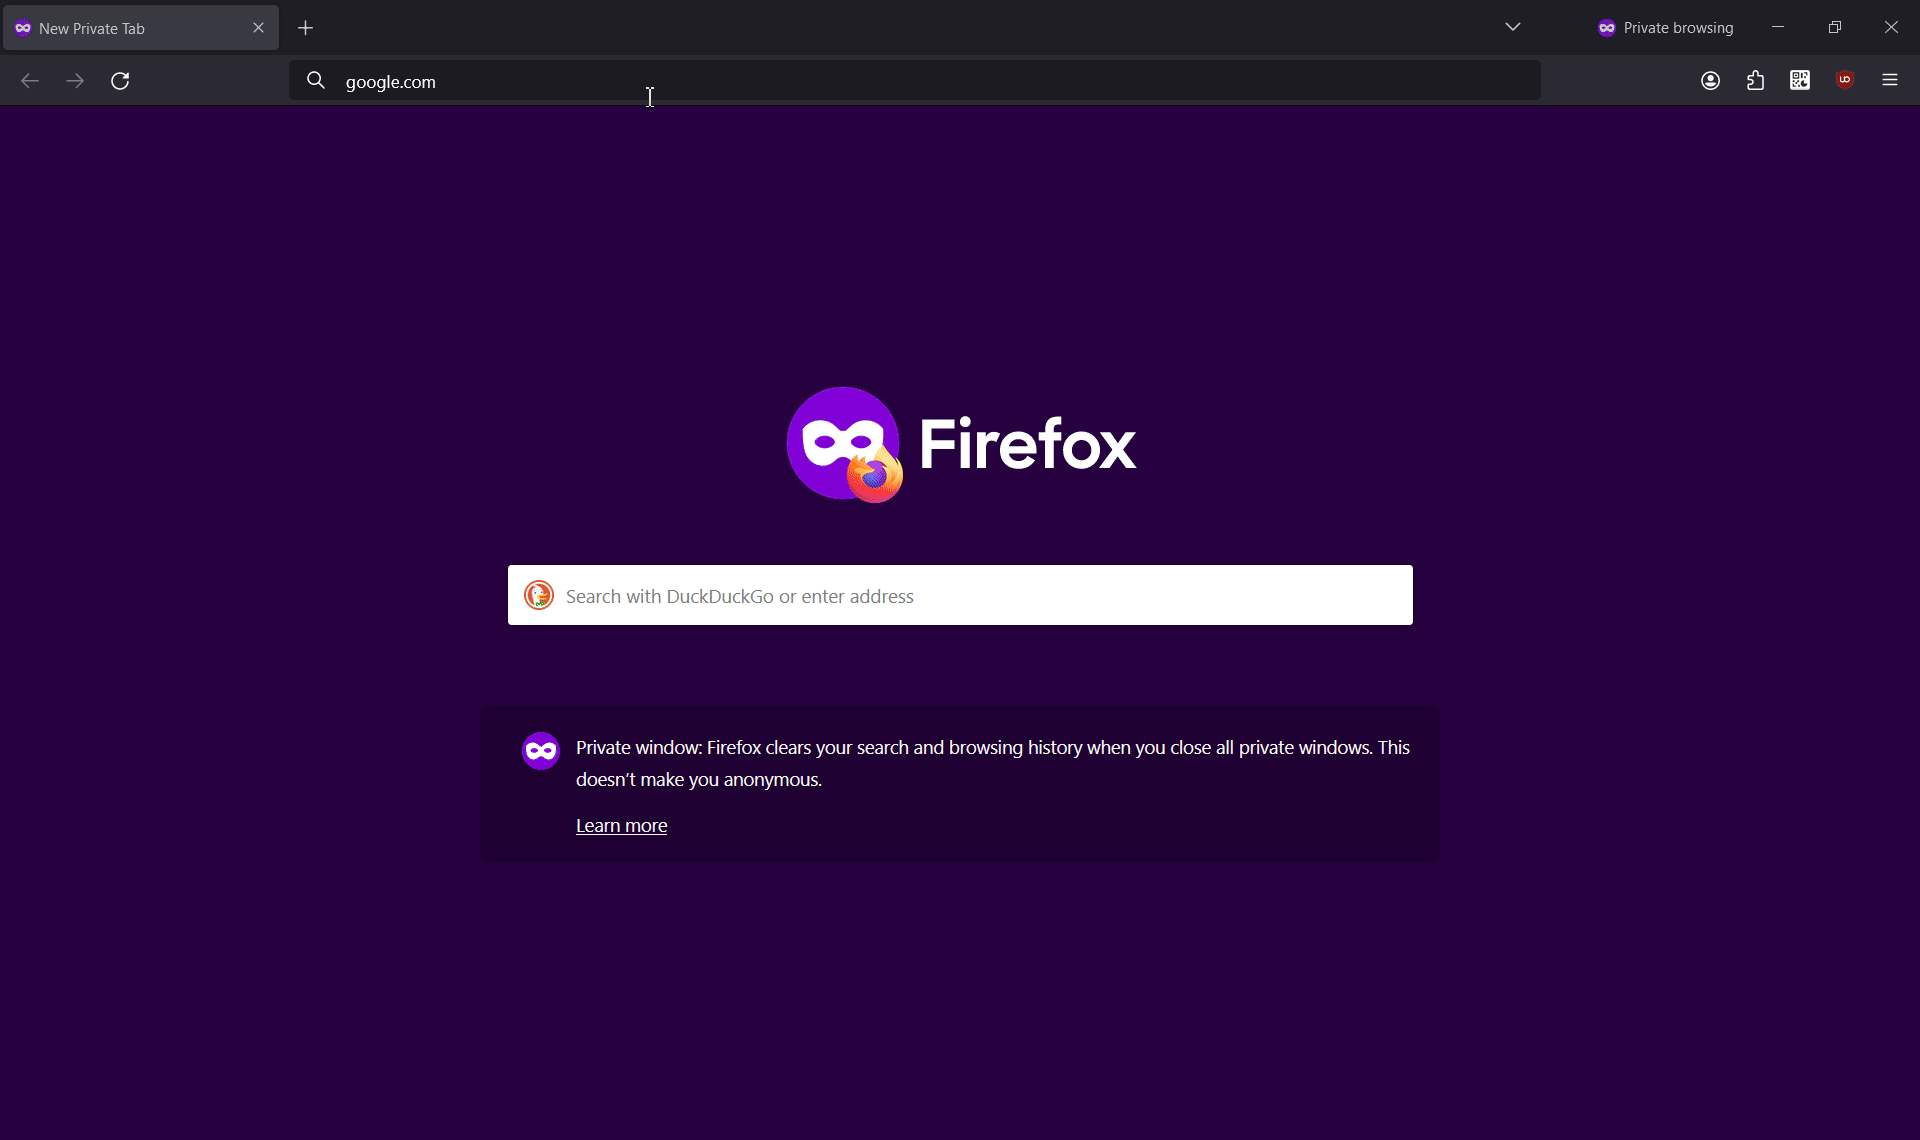 New Private Tab
Private browsing
google.com
Firefox
Search with DuckDuckGo or enter address
Private window: Firefox clears your search and browsing history when you close all private windows. This
doesn't make you anonymous.
Learn more